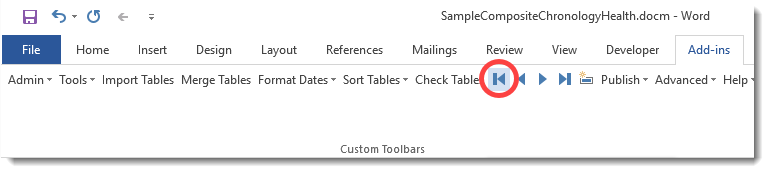 SampleCompositeChronologyHealth.docm - Word
File Home Insert Design Layout References Mailings Review View Developer Add-ins
Admin Tools Import Tables Merge Tables Format Dates Sort Tables Check Table Publish Advanced Help
Custom Toolbars